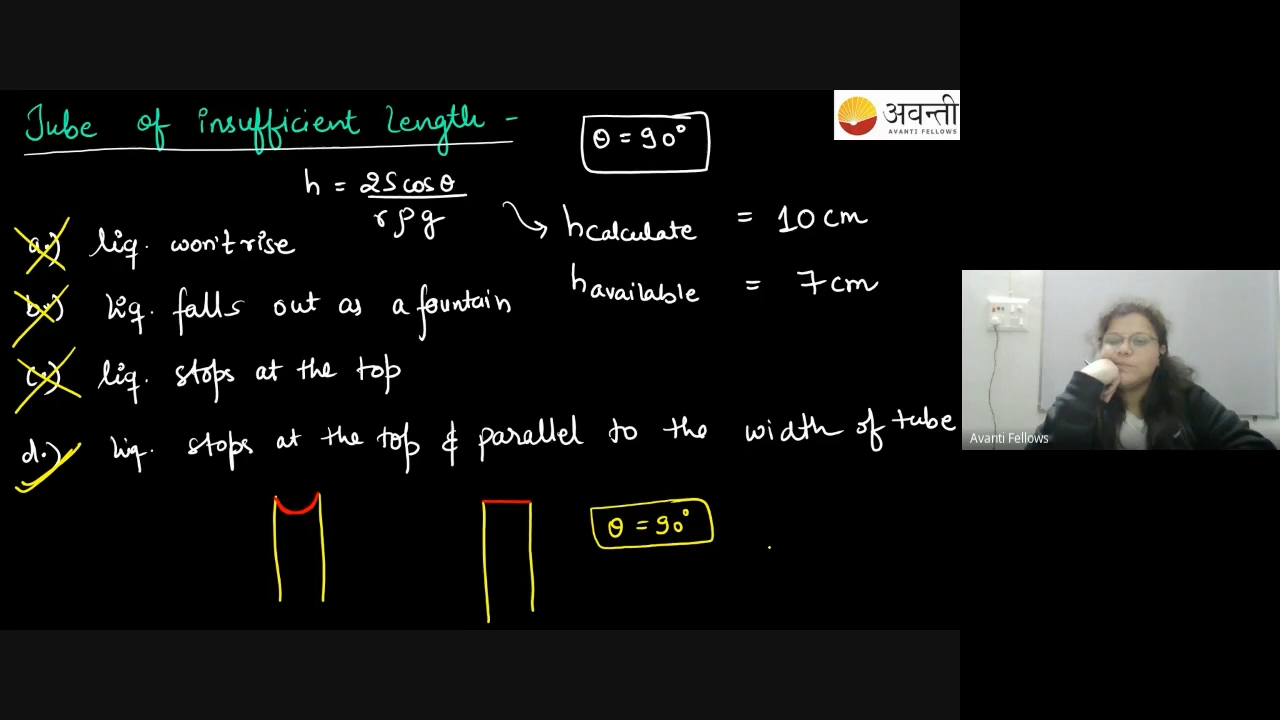 Tube of insufficient length -
θ = 90°
अवन्ती
AVANTI FELLOWS
h = 2S cos θ / rρg
h calculate = 10 cm
h available = 7 cm
a.) liq. won't rise
b.) liq. falls out as a fountain
c.) liq. stops at the top
d.) liq. stops at the top & parallel to the width of tube
θ = 90°
Avanti Fellows